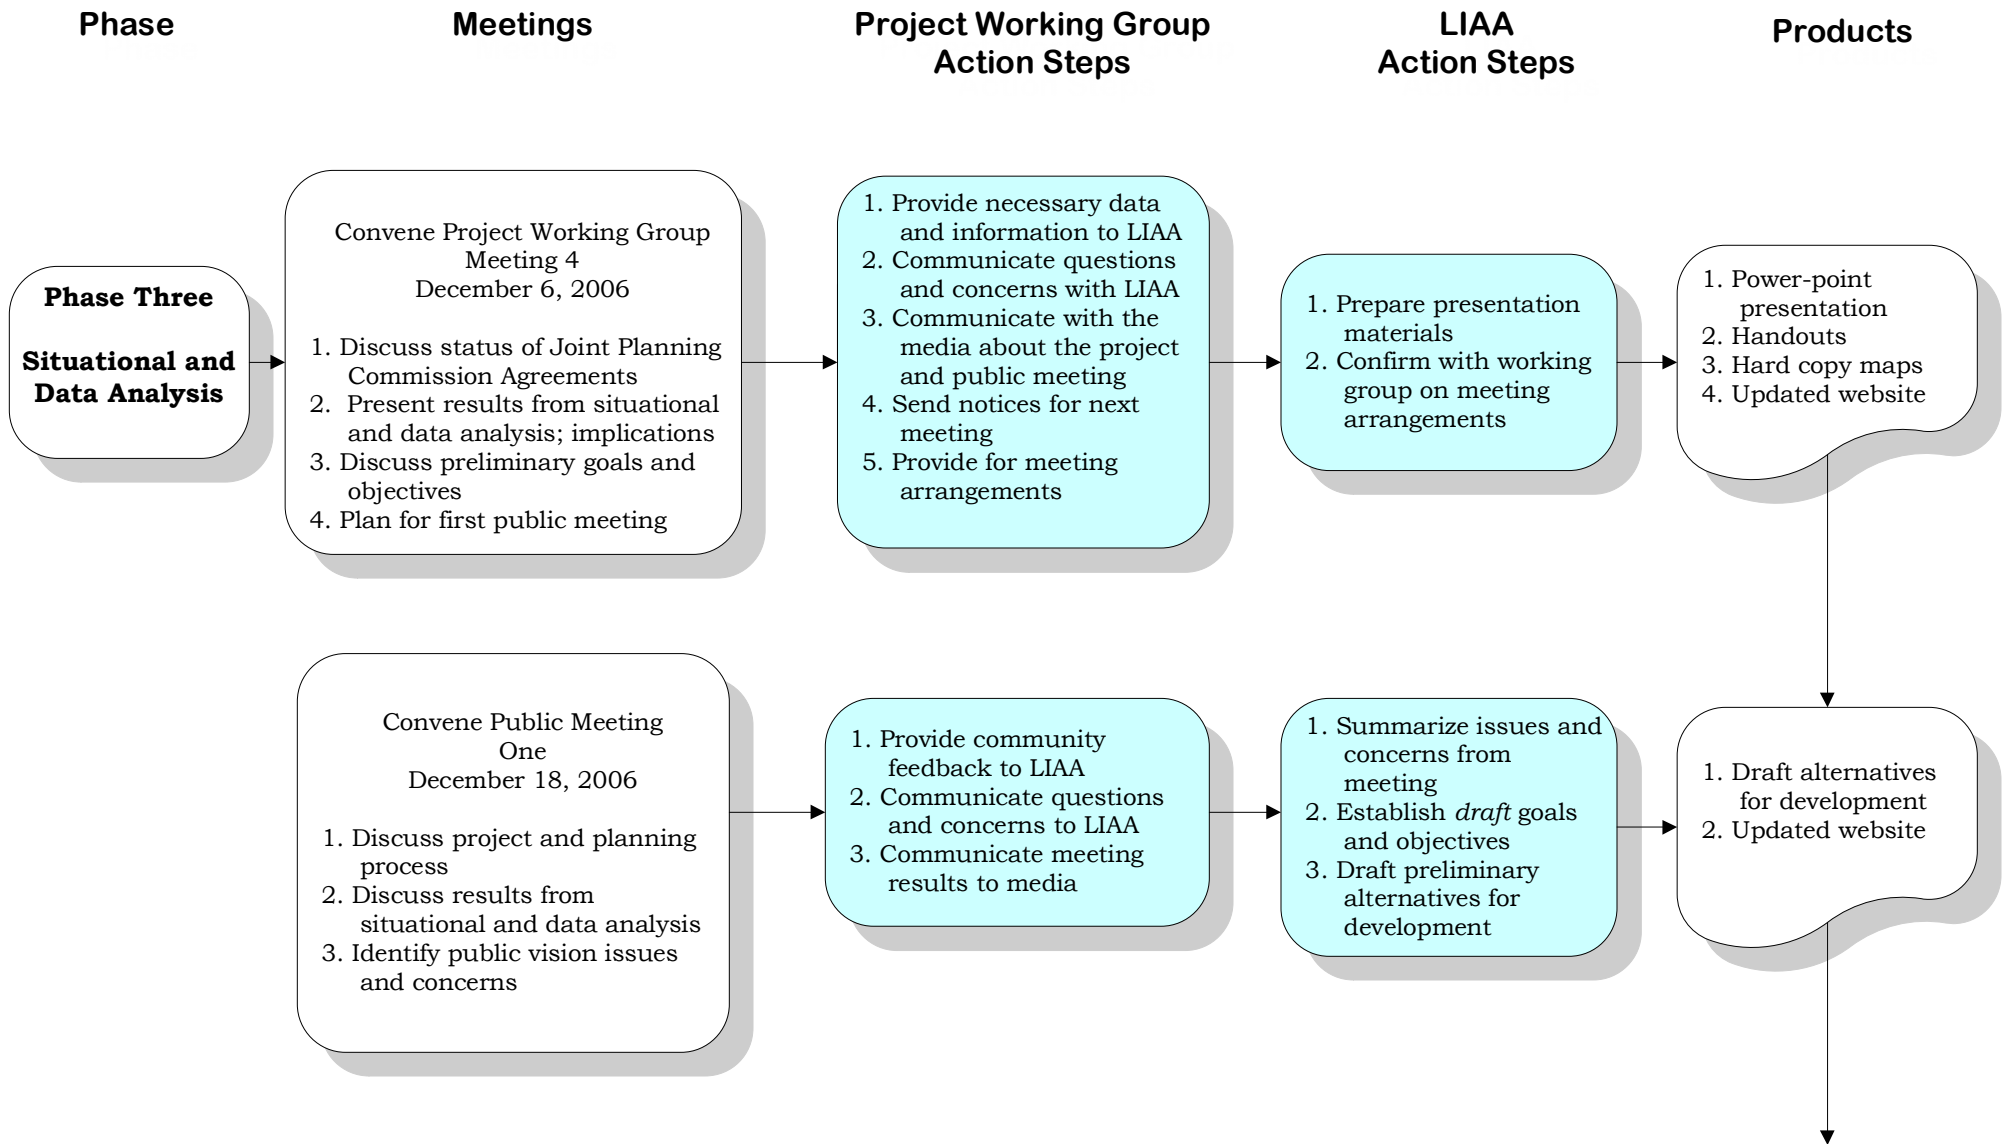 Phase
Meetings
Project Working Group
Action Steps
LIAA
Action Steps
Products
Phase Three
Situational and
Data Analysis
Convene Project Working Group
Meeting 4
December 6, 2006
1. Discuss status of Joint Planning
Commission Agreements
2. Present results from situational
and data analysis; implications
3. Discuss preliminary goals and
objectives
4. Plan for first public meeting
1. Provide necessary data
and information to LIAA
2. Communicate questions
and concerns with LIAA
3. Communicate with the
media about the project
and public meeting
4. Send notices for next
meeting
5. Provide for meeting
arrangements
1. Prepare presentation
materials
2. Confirm with working
group on meeting
arrangements
1. Power-point
presentation
2. Handouts
3. Hard copy maps
4. Updated website
Convene Public Meeting
One
December 18, 2006
1. Discuss project and planning
process
2. Discuss results from
situational and data analysis
3. Identify public vision issues
and concerns
1. Provide community
feedback to LIAA
2. Communicate questions
and concerns to LIAA
3. Communicate meeting
results to media
1. Summarize issues and
concerns from
meeting
2. Establish draft goals
and objectives
3. Draft preliminary
alternatives for
development
1. Draft alternatives
for development
2. Updated website